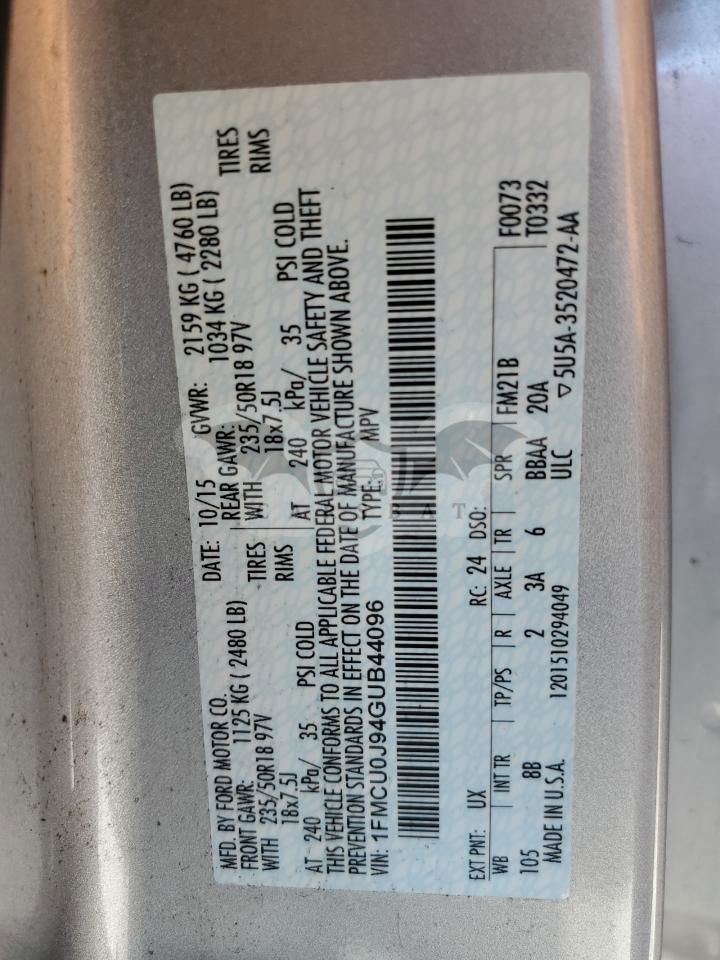 MFD. BY FORD MOTOR CO. DATE: 10/15 GVWR: 2159 KG ( 4760 LB)
FRONT GAWR: 1125 KG ( 2480 LB) REAR GAWR: 1034 KG ( 2280 LB)
WITH 235/50R18 97V TIRES WITH 235/50R18 97V TIRES
18x7.5J RIMS 18x7.5J RIMS
AT 240 kPa/ 35 PSI COLD AT 240 kPa/ 35 PSI COLD
THIS VEHICLE CONFORMS TO ALL APPLICABLE FEDERAL MOTOR VEHICLE SAFETY AND THEFT
PREVENTION STANDARDS IN EFFECT ON THE DATE OF MANUFACTURE SHOWN ABOVE.
VIN: 1FMCU0J94GUB44096 TYPE: MPV
EXT PNT: UX RC: 24 DSO: F0073
WB INT TR TP/PS R AXLE TR SPR FM21B T0332
105 8B 2 3A 6 BBAA 20A
MADE IN U.S.A. 1201510294049 ULC ▽5U5A-3520472-AA